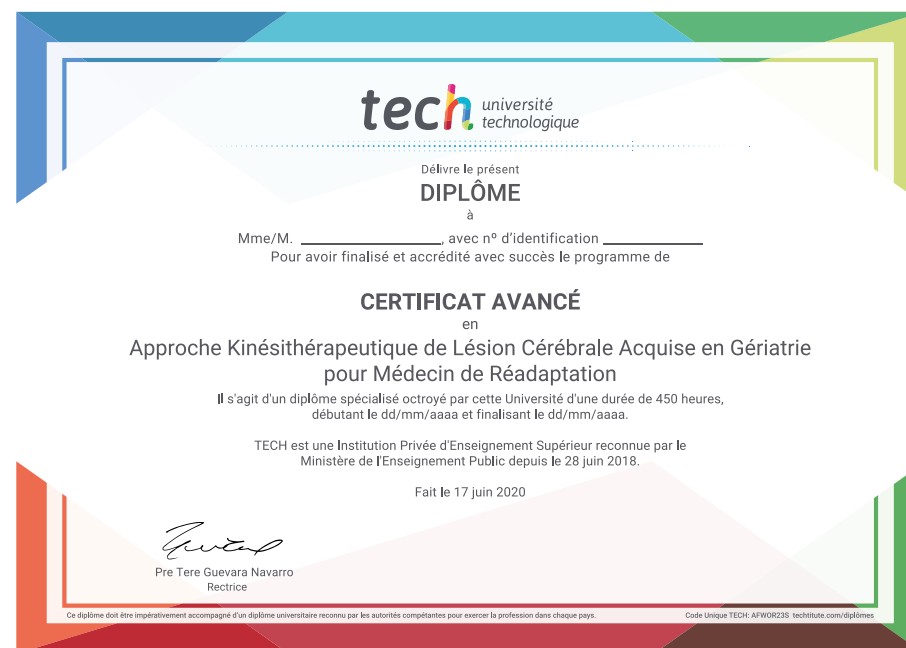 tech université
technologique
Délivre le présent
DIPLÔME
à
Mme/M. ____________________, avec nº d'identification ______________
Pour avoir finalisé et accrédité avec succès le programme de
CERTIFICAT AVANCÉ
en
Approche Kinésithérapeutique de Lésion Cérébrale Acquise en Gériatrie
pour Médecin de Réadaptation
Il s'agit d'un diplôme spécialisé octroyé par cette Université d'une durée de 450 heures,
débutant le dd/mm/aaaa et finalisant le dd/mm/aaaa.
TECH est une Institution Privée d'Enseignement Supérieur reconnue par le
Ministère de l'Enseignement Public depuis le 28 juin 2018.
Fait le 17 juin 2020
Pre Tere Guevara Navarro
Rectrice
Ce diplôme doit être impérativement accompagné d'un diplôme universitaire reconnu par les autorités compétentes pour exercer la profession dans chaque pays.
Code Unique TECH: AFWOR23S techtitute.com/diplômes